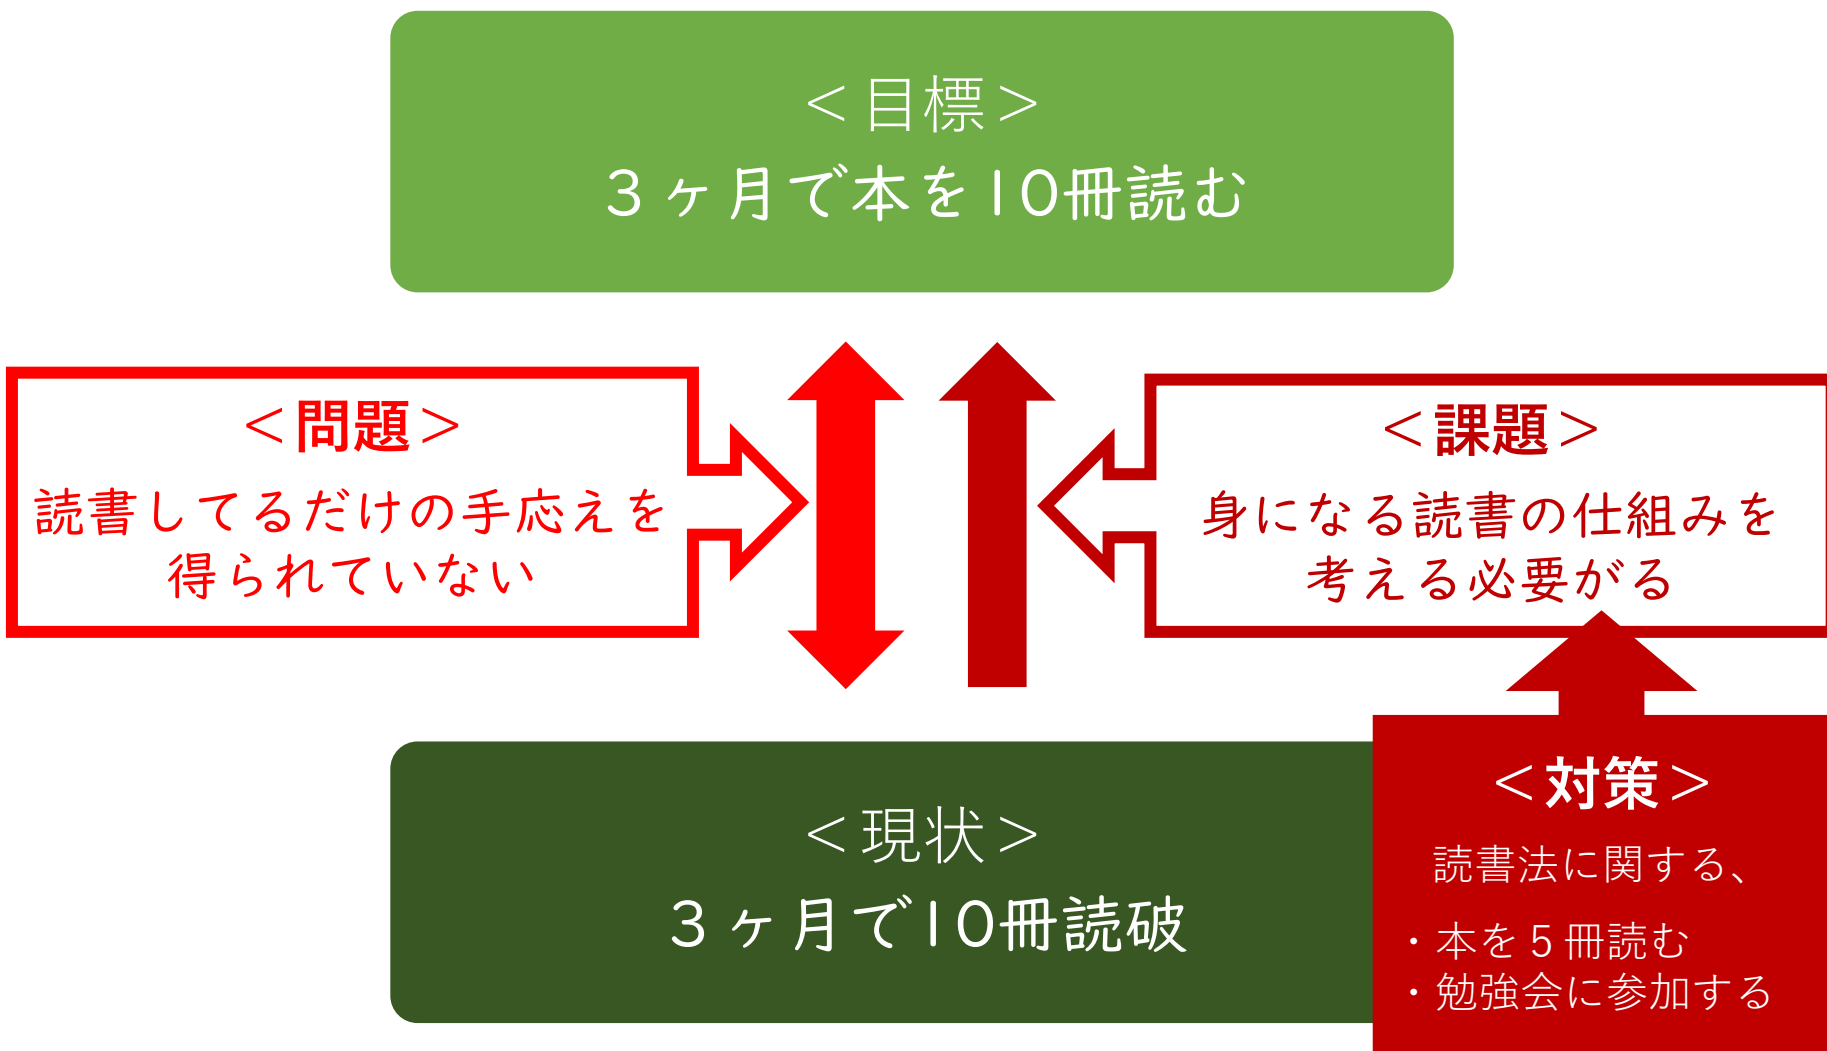 ＜目標＞
３ヶ月で本を10冊読む
＜問題＞
読書してるだけの手応えを
得られていない
＜課題＞
身になる読書の仕組みを
考える必要がる
＜現状＞
３ヶ月で10冊読破
＜対策＞
読書法に関する、
・本を５冊読む
・勉強会に参加する